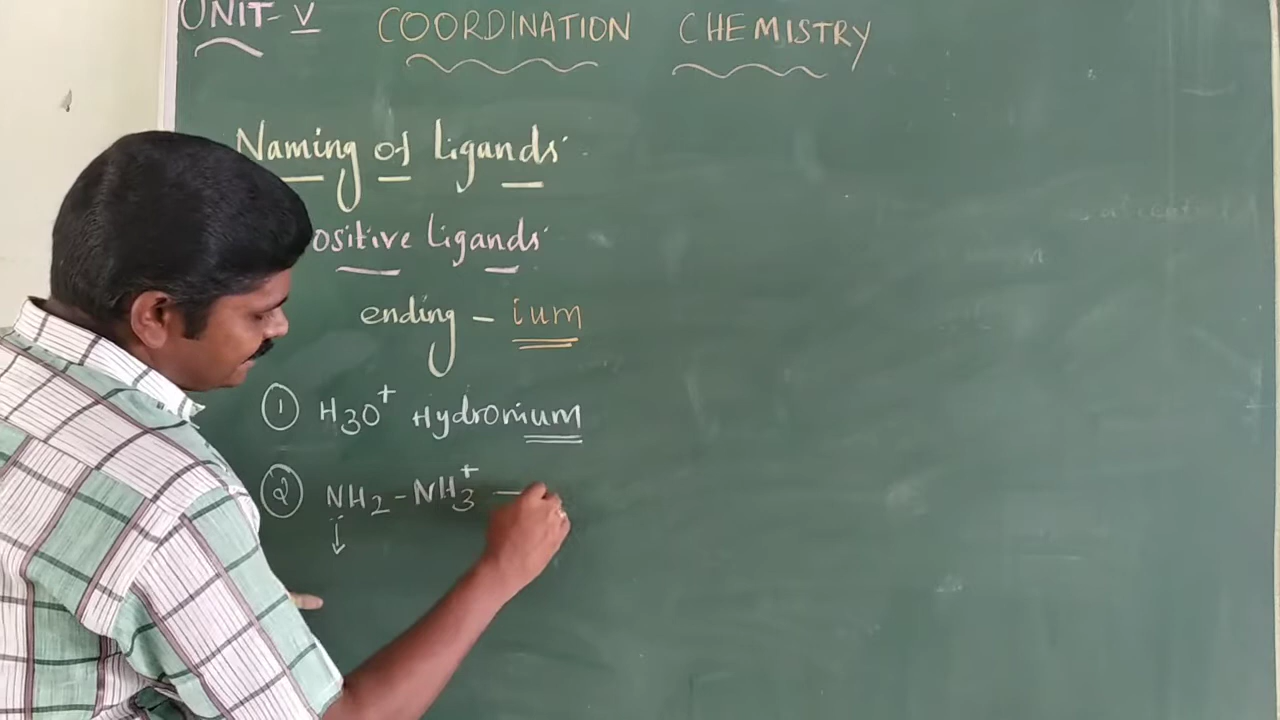 UNIT-V COORDINATION CHEMISTRY
Naming of Ligands
ositive Ligands
ending - ium
① H3O+ Hydronium
② NH2-NH3+ —
↓